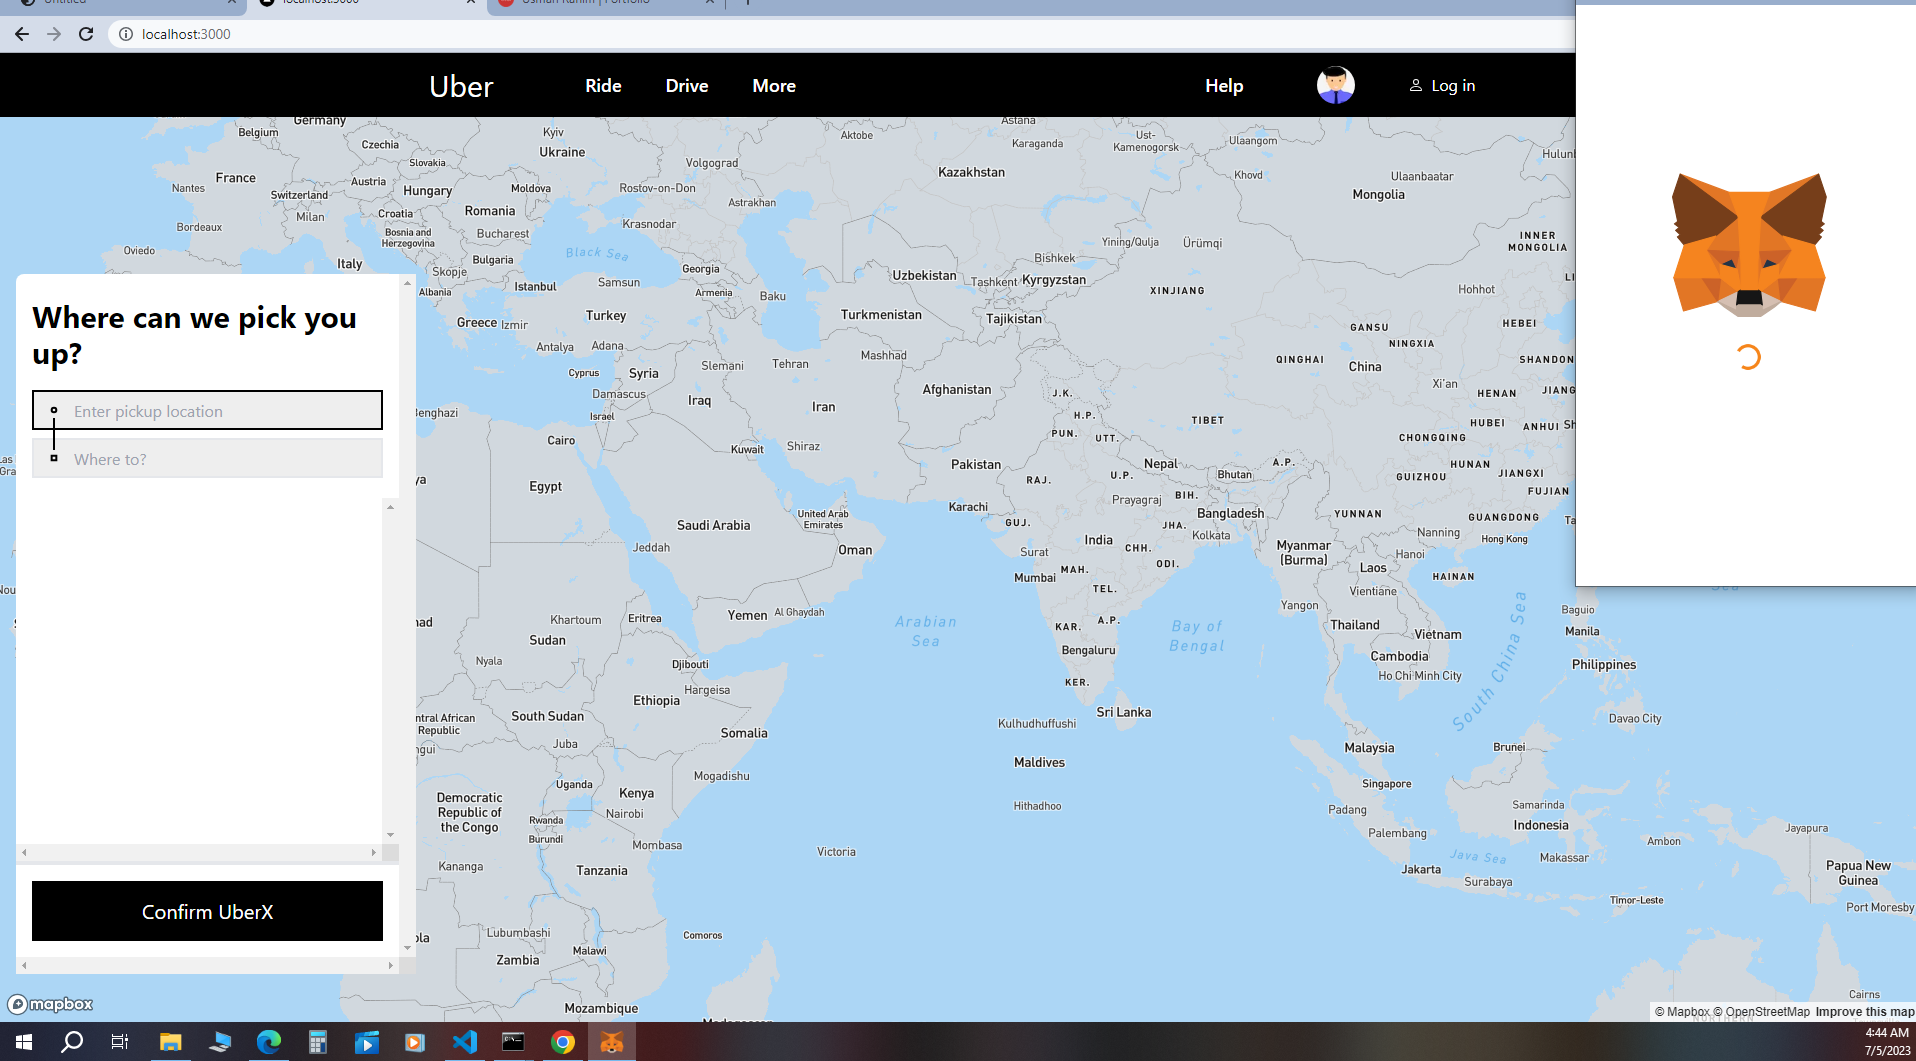 Untitled
localhost:3000
Usman Rahim | Portfolio
localhost:3000
Uber
Ride
Drive
More
Help
Log in
Where can we pick you
up?
Enter pickup location
Where to?
Confirm UberX
mapbox
Germany
Belgium
Kyiv
Ukraine
Czechia
Slovakia
France
Nantes
Austria
Switzerland
Hungary
Moldova
Milan
Croatia
Romania
Bordeaux
Bosnia and
Herzegovina
Bucharest
Oviedo
Italy
Bulgaria
Skopje
Albania
Istanbul
Black Sea
Samsun
Greece
Izmir
Turkey
Antalya
Adana
Cyprus
Syria
Damascus
Israel
Iraq
Benghazi
Cairo
Kuwait
Egypt
Saudi Arabia
Jeddah
United Arab
Emirates
Oman
Yemen
Al Ghaydah
Khartoum
Eritrea
Sudan
Nyala
Djibouti
Hargeisa
Ethiopia
South Sudan
Juba
Somalia
Mogadishu
Uganda
Kenya
Nairobi
Democratic
Republic of
the Congo
Rwanda
Burundi
Mombasa
Kananga
Tanzania
Victoria
Lubumbashi
Malawi
Zambia
Comoros
Mozambique
Madagascar
Astana
Aktobe
Karaganda
Ust-
Kamenogorsk
Ulaangom
Volgograd
Kazakhstan
Rostov-on-Don
Khovd
Ulaanbaatar
Mongolia
Astrakhan
Krasnodar
Yining/Qulja
Ürümqi
INNER
MONGOLIA
Bishkek
Georgia
Armenia
Baku
Uzbekistan
Tashkent
Kyrgyzstan
XINJIANG
Hohhot
Turkmenistan
Tajikistan
GANSU
NINGXIA
HEBEI
Mashhad
Tehran
Slemani
QINGHAI
China
SHANDON
Xi'an
Afghanistan
J.K.
HENAN
JIANG
Iran
H.P.
PUN.
UTT.
TIBET
HUBEI
ANHUI
Sh
CHONGQING
Shiraz
Pakistan
Nepal
A.P.
Bhutan
HUNAN
JIANGXI
GUIZHOU
RAJ.
U.P.
Prayagraj
BIH.
FUJIAN
Karachi
Bangladesh
YUNNAN
GUANGDONG
Ta
GUJ.
JHA.
Kolkata
Nanning
Hong Kong
India
CHH.
Surat
Myanmar
(Burma)
Hanoi
Mumbai
MAH.
ODI.
Laos
HAINAN
TEL.
Vientiane
Yangon
Baguio
Arabian
Sea
Bay of
Bengal
KAR.
A.P.
Bengaluru
Thailand
Vietnam
Manila
Cambodia
Philippines
Ho Chi Minh City
KER.
South China Sea
Sri Lanka
Kulhudhuffushi
Davao City
Maldives
Malaysia
Brunei
Singapore
Hithadhoo
Padang
Samarinda
Palembang
Indonesia
Jayapura
Ambon
Java Sea
Makassar
Jakarta
Surabaya
Papua New
Guinea
Timor-Leste
Port Moresby
Cairns
ntral African
Republic
© Mapbox © OpenStreetMap Improve this map
4:44 AM
7/5/2023